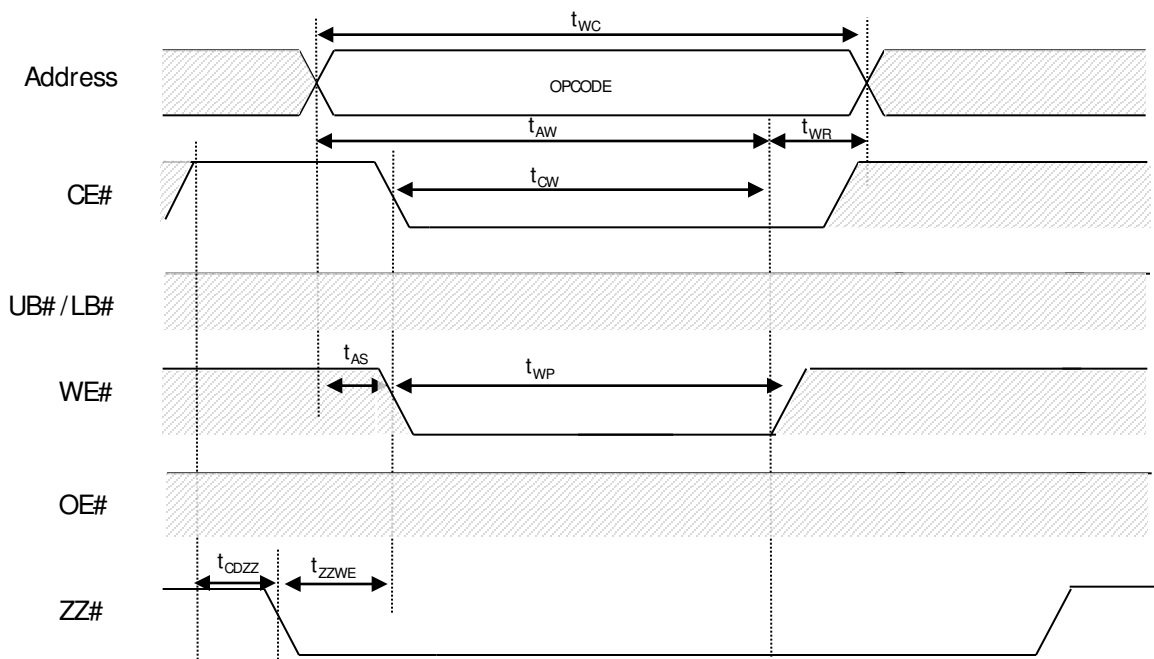 tWC
Address
OPCODE
tAW
tWR
CE#
tCW
UB# / LB#
tAS
tWP
WE#
OE#
tCDZZ
tZZWE
ZZ#